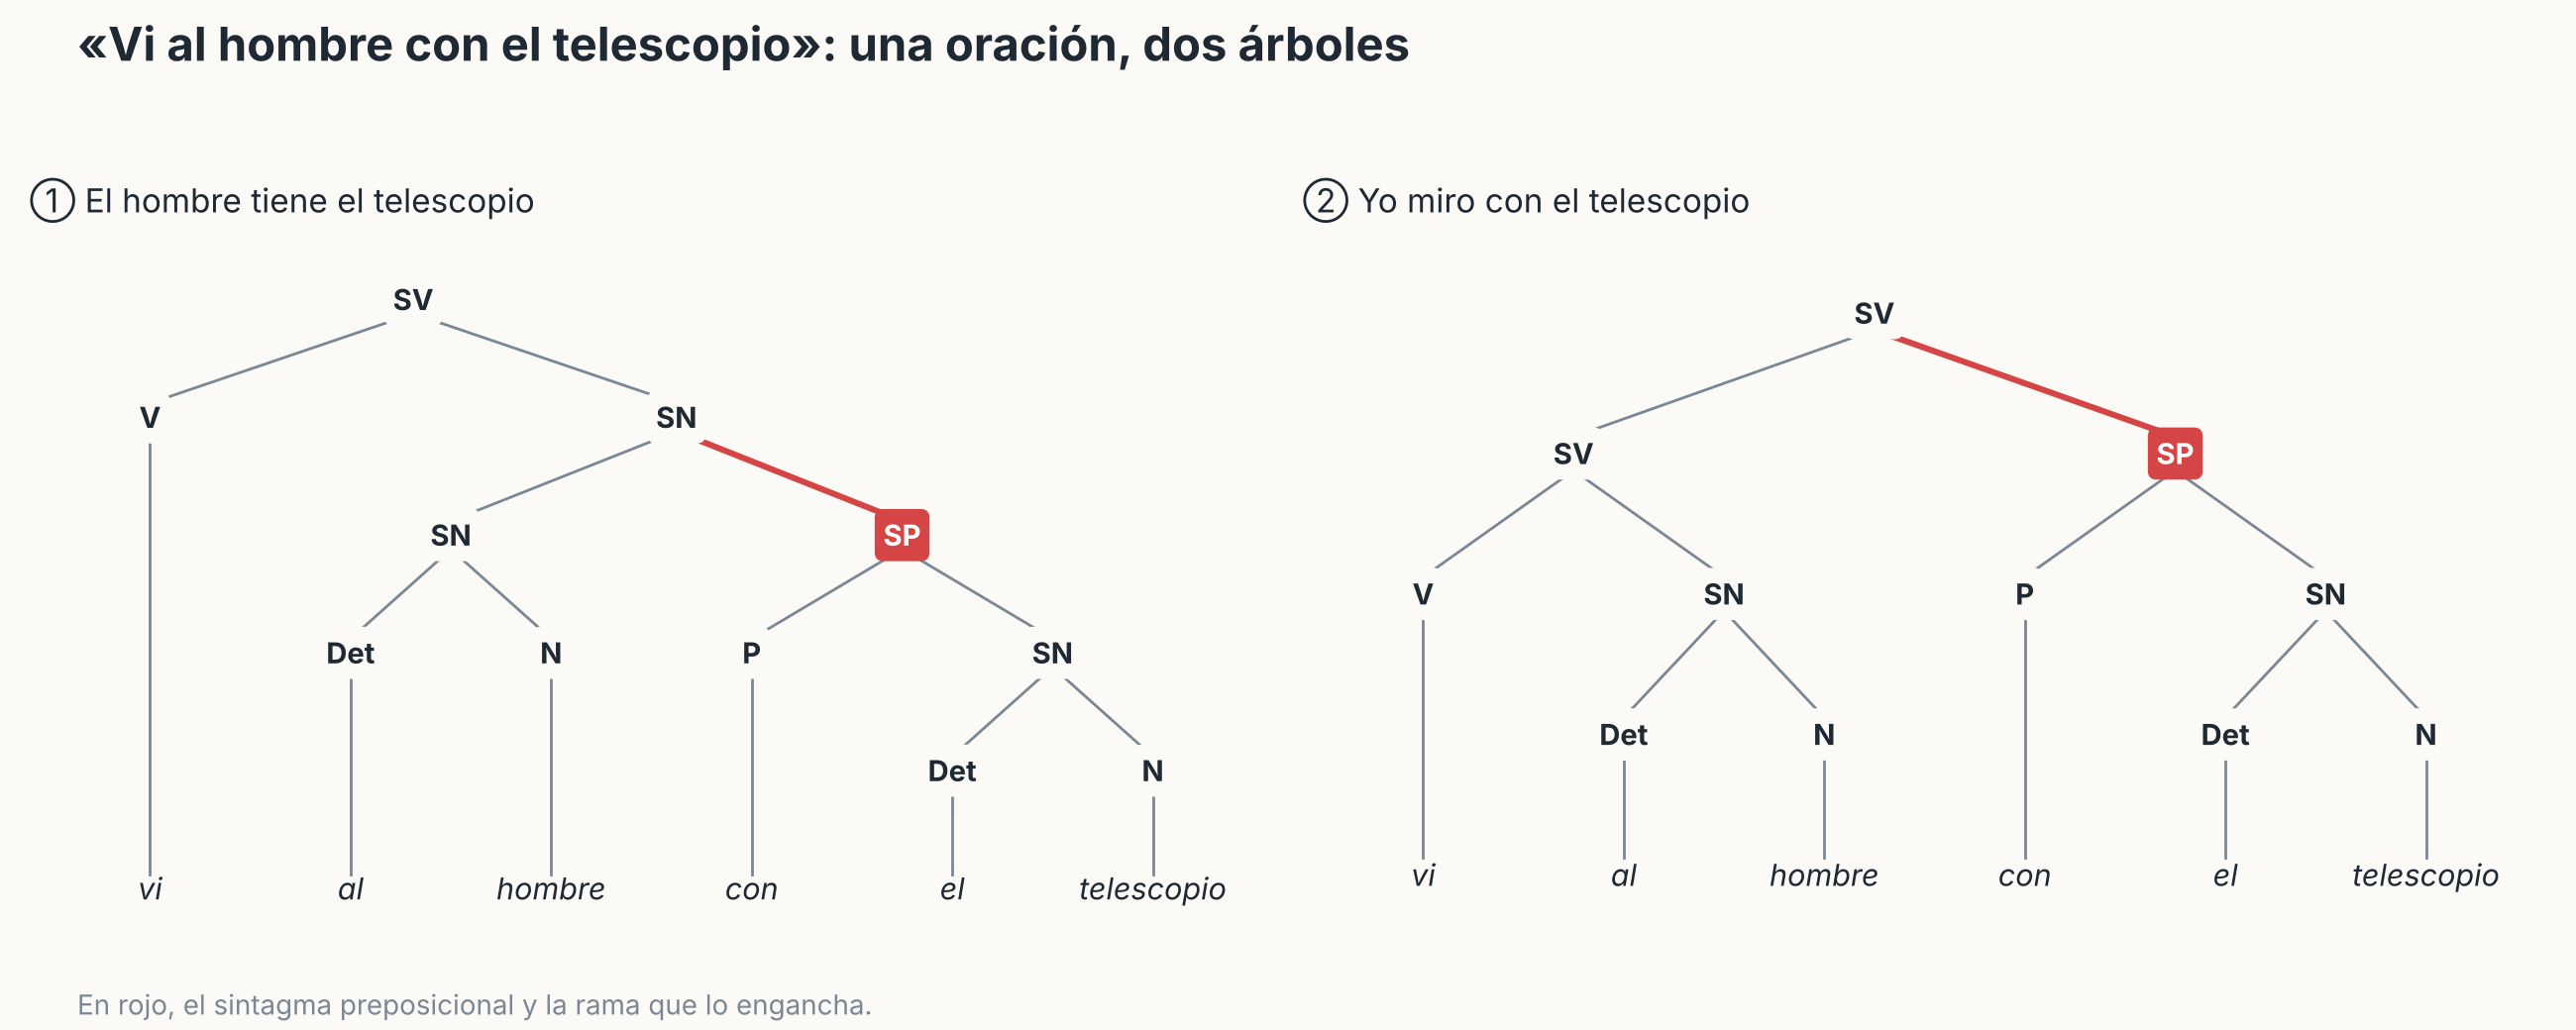 «Vi al hombre con el telescopio»: una oración, dos árboles
① El hombre tiene el telescopio
SV
V SN
SN SP
Det N P SN
Det N
vi al hombre con el telescopio
② Yo miro con el telescopio
SV
SV SP
V SN P SN
Det N Det N
vi al hombre con el telescopio
En rojo, el sintagma preposicional y la rama que lo engancha.